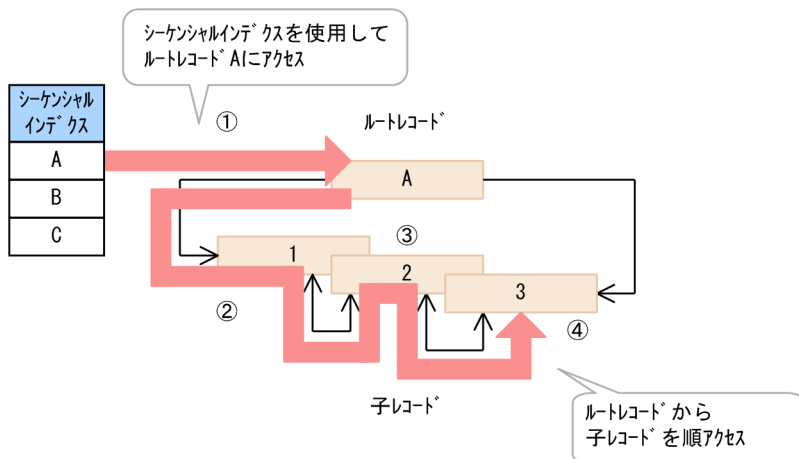 ｼｰｹﾝｼｬﾙｲﾝﾃﾞｸｽを使用して
ﾙｰﾄﾚｺｰﾄﾞAにアクセス
ｼｰｹﾝｼｬﾙ
ｲﾝﾃﾞｸｽ
A
B
C
①
ﾙｰﾄﾚｺｰﾄﾞ
A
1
③
2
3
②
④
子ﾚｺｰﾄﾞ
ﾙｰﾄﾚｺｰﾄﾞから
子ﾚｺｰﾄﾞを順ｱｸｾｽ